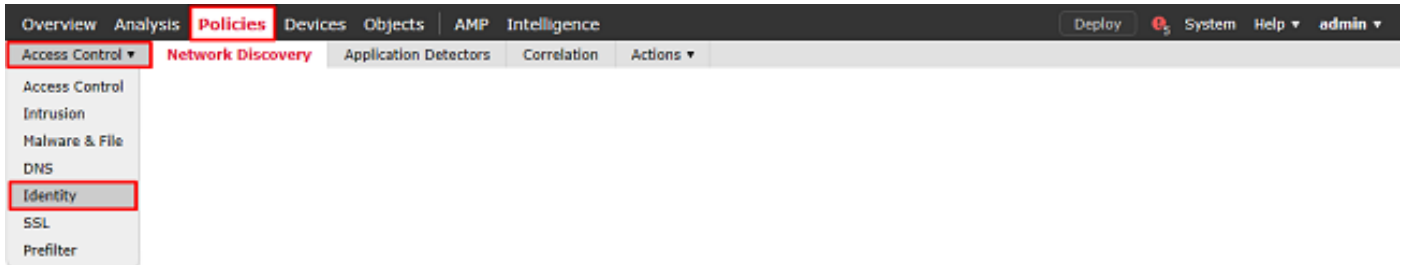 Overview Analysis Policies Devices Objects AMP Intelligence Deploy 5 System Help ▾ admin ▾
Access Control ▾ Network Discovery Application Detectors Correlation Actions ▾
Access Control
Intrusion
Malware & File
DNS
Identity
SSL
Prefilter